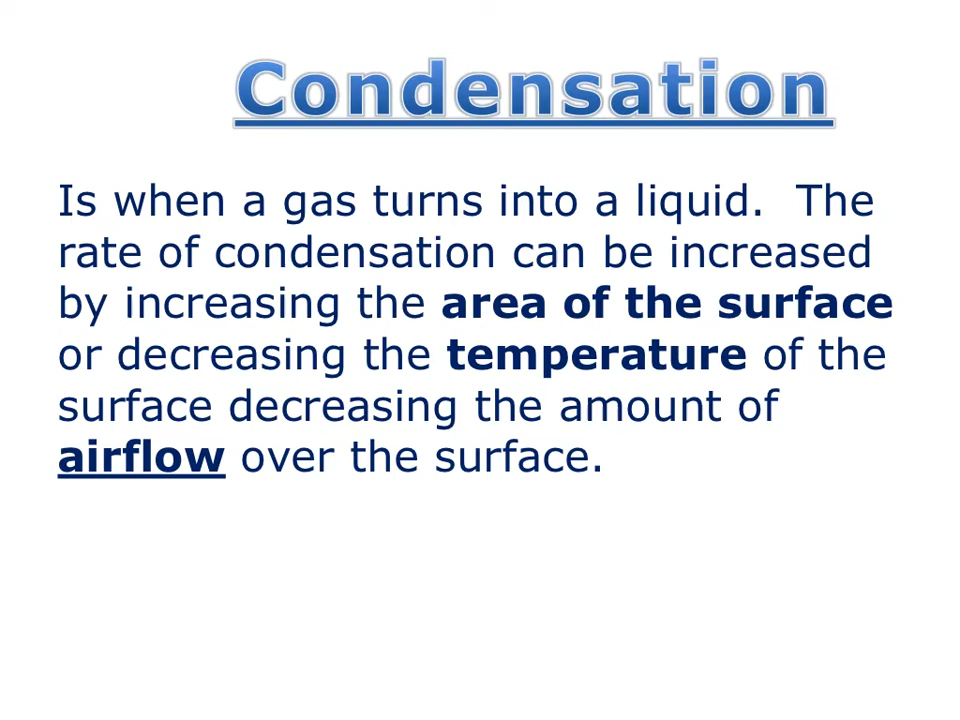 Condensation
Is when a gas turns into a liquid.  The
rate of condensation can be increased
by increasing the area of the surface
or decreasing the temperature of the
surface decreasing the amount of
airflow over the surface.